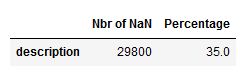 Nbr of NaN Percentage
description 29800 35.0